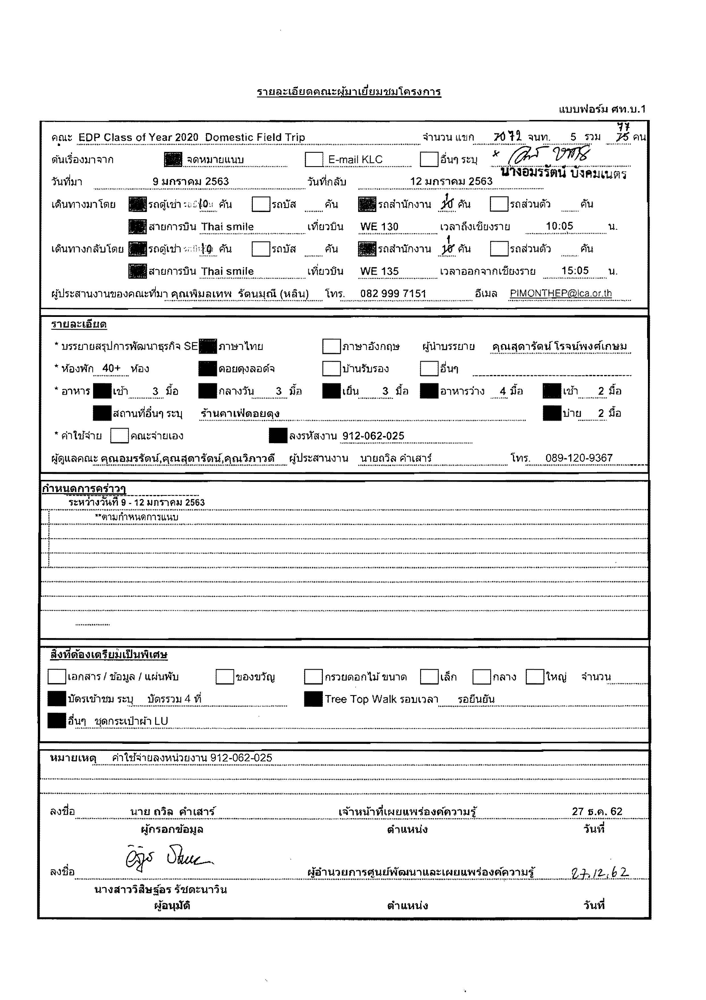 รายละเอียดคณะผู้มาเยี่ยมชมโครงการ
แบบฟอร์ม ศท.บ.1
77
คณะ EDP Class of Year 2020 Domestic Field Trip จำนวน แขก 70 72 จนท. 5 รวม 75 คน
ต้นเรื่องมาจาก จดหมายแนบ E-mail KLC อื่นๆ ระบุ ×
นางอมรรัตน์ บังคมเนตร
วันที่มา 9 มกราคม 2563 วันที่กลับ 12 มกราคม 2563
เดินทางมาโดย รถตู้เช่า 10 คัน รถบัส คัน รถสำนักงาน 10 1 คัน รถส่วนตัว คัน
สายการบิน Thai smile เที่ยวบิน WE 130 เวลาถึงเชียงราย 10:05 น.
เดินทางกลับโดย รถตู้เช่า 10 คัน รถบัส คัน รถสำนักงาน 10 1 คัน รถส่วนตัว คัน
สายการบิน Thai smile เที่ยวบิน WE 135 เวลาออกจากเชียงราย 15:05 น.
ผู้ประสานงานของคณะที่มา คุณพิมลเทพ รัตนมุณี (หลิน) โทร. 082 999 7151 อีเมล PIMONTHEP@lca.or.th
รายละเอียด
* บรรยายสรุปการพัฒนาธุรกิจ SE ภาษาไทย ภาษาอังกฤษ ผู้นำบรรยาย คุณสุดารัตน์ โรจน์พงศ์เกษม
* ห้องพัก 40+ ห้อง ดอยตุงลอด์จ บ้านรับรอง อื่นๆ
* อาหาร เช้า 3 มื้อ กลางวัน 3 มื้อ เย็น 3 มื้อ อาหารว่าง 4 มื้อ เช้า 2 มื้อ
สถานที่อื่นๆ ระบุ ร้านคาเฟ่ดอยตุง บ่าย 2 มื้อ
* ค่าใช้จ่าย คณะจ่ายเอง ลงรหัสงาน 912-062-025
ผู้ดูแลคณะ คุณอมรรัตน์,คุณสุดารัตน์,คุณวิภาวดี ผู้ประสานงาน นายถวิล คำเสาร์ โทร. 089-120-9367
กำหนดการคร่าวๆ
ระหว่างวันที่ 9 - 12 มกราคม 2563
**ตามกำหนดการแนบ
สิ่งที่ต้องเตรียมเป็นพิเศษ
เอกสาร / ข้อมูล / แผ่นพับ ของขวัญ กรวยดอกไม้ ขนาด เล็ก กลาง ใหญ่ จำนวน
บัตรเข้าชม ระบุ บัตรรวม 4 ที่ Tree Top Walk รอบเวลา รอยืนยัน
อื่นๆ ชุดกระเป๋าผ้า LU
หมายเหตุ ค่าใช้จ่ายลงหน่วยงาน 912-062-025
ลงชื่อ นาย ถวิล คำเสาร์ เจ้าหน้าที่เผยแพร่องค์ความรู้ 27 ธ.ค. 62
ผู้กรอกข้อมูล ตำแหน่ง วันที่
ลงชื่อ ผู้อำนวยการศูนย์พัฒนาและเผยแพร่องค์ความรู้ 27.12.62
นางสาววิสิษฐ์อร รัชตะนาวิน
ผู้อนุมัติ ตำแหน่ง วันที่